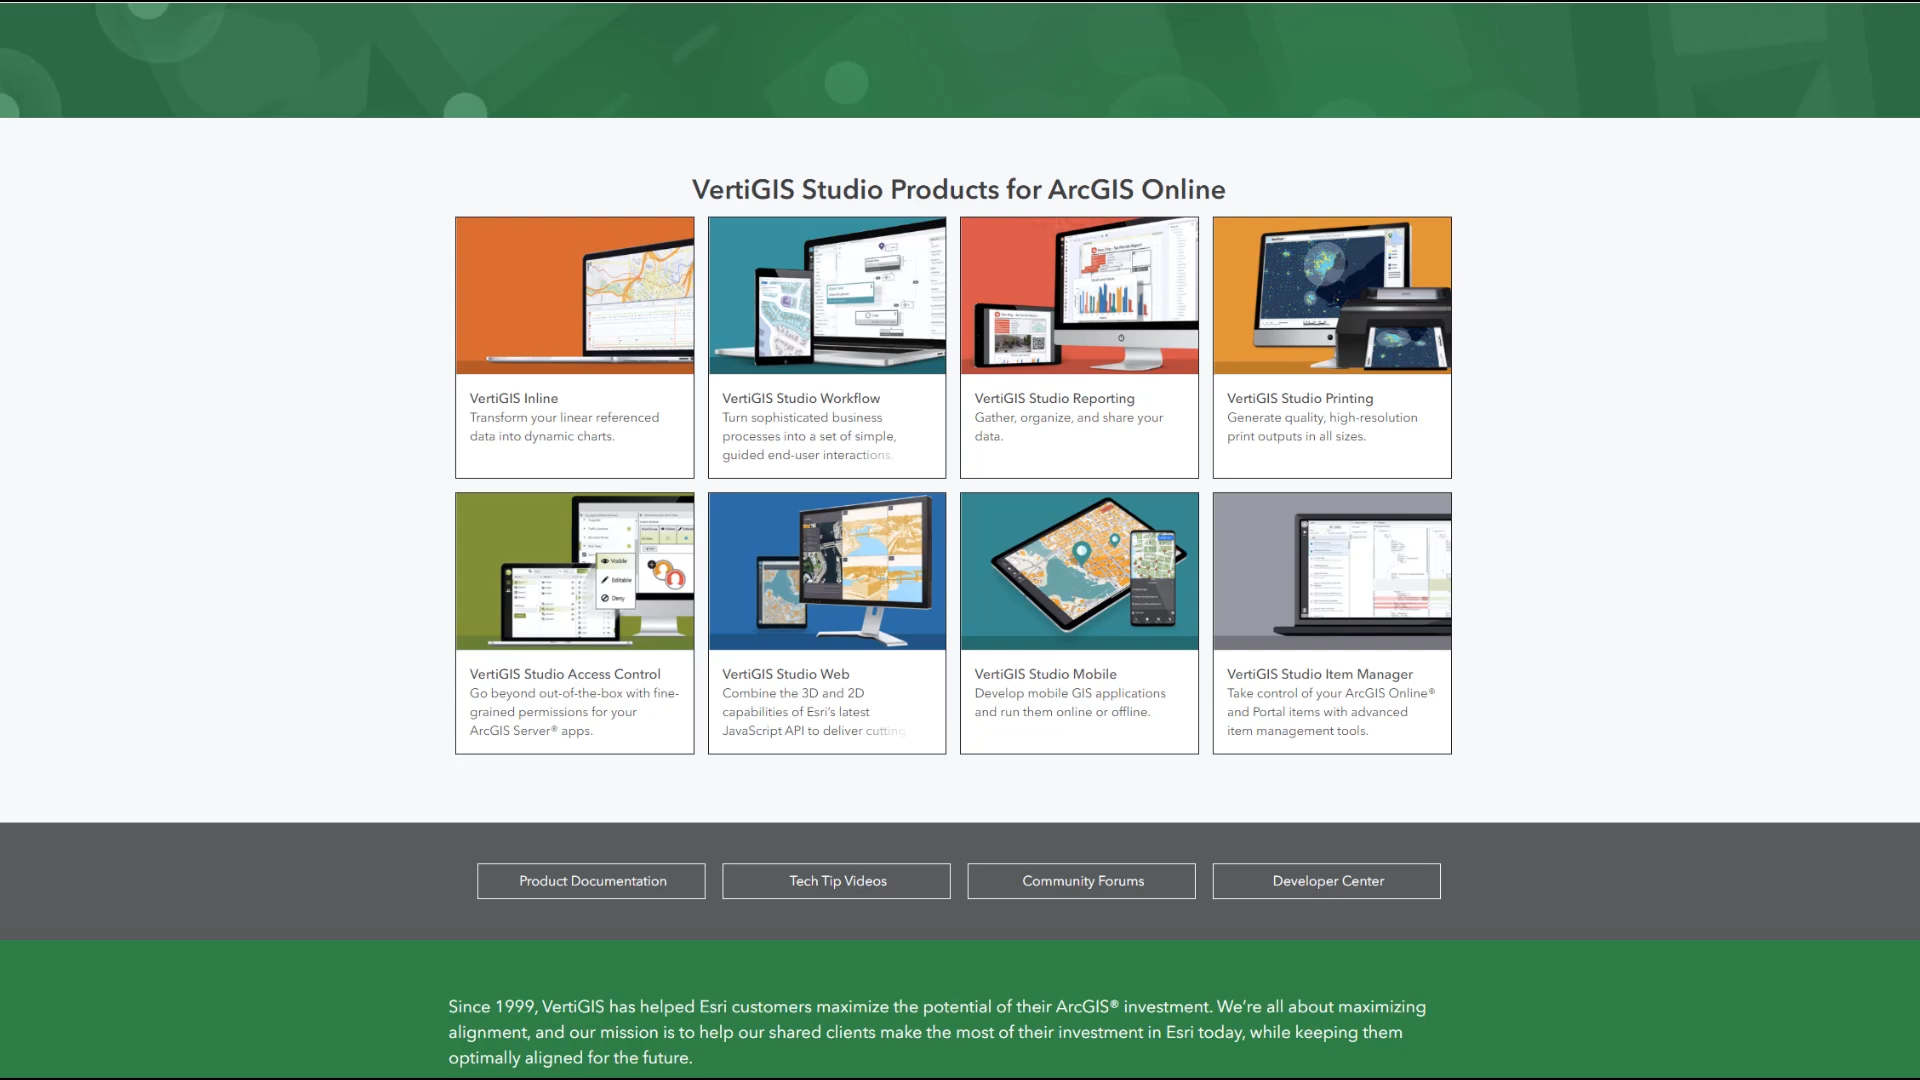 VertiGIS Studio Products for ArcGIS Online
VertiGIS Inline
Transform your linear referenced
data into dynamic charts.
VertiGIS Studio Workflow
Turn sophisticated business
processes into a set of simple,
guided end-user interactions.
VertiGIS Studio Reporting
Gather, organize, and share your
data.
VertiGIS Studio Printing
Generate quality, high-resolution
print outputs in all sizes.
Visible
Editable
Deny
VertiGIS Studio Access Control
Go beyond out-of-the-box with fine-
grained permissions for your
ArcGIS Server® apps.
VertiGIS Studio Web
Combine the 3D and 2D
capabilities of Esri’s latest
JavaScript API to deliver cutting
VertiGIS Studio Mobile
Develop mobile GIS applications
and run them online or offline.
VertiGIS Studio Item Manager
Take control of your ArcGIS Online®
and Portal items with advanced
item management tools.
Product Documentation
Tech Tip Videos
Community Forums
Developer Center
Since 1999, VertiGIS has helped Esri customers maximize the potential of their ArcGIS® investment. We’re all about maximizing
alignment, and our mission is to help our shared clients make the most of their investment in Esri today, while keeping them
optimally aligned for the future.